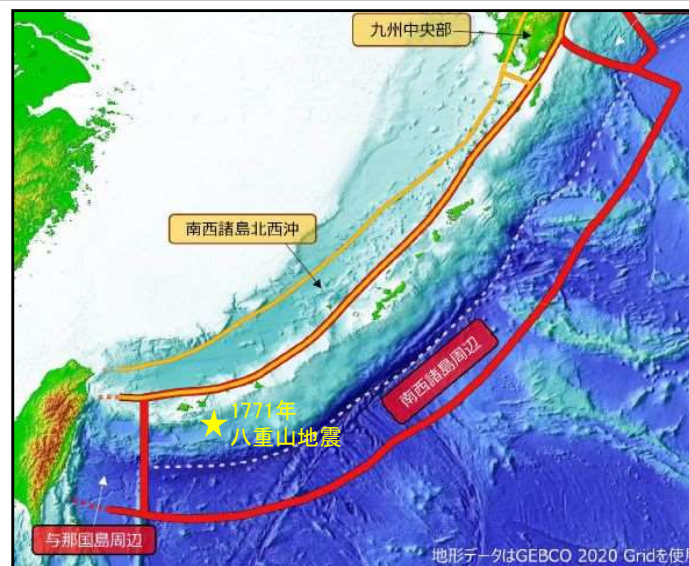 九州中央部
南西諸島北西沖
南西諸島周辺
1771年
八重山地震
与那国島周辺
地形データはGEBCO 2020 Gridを使用